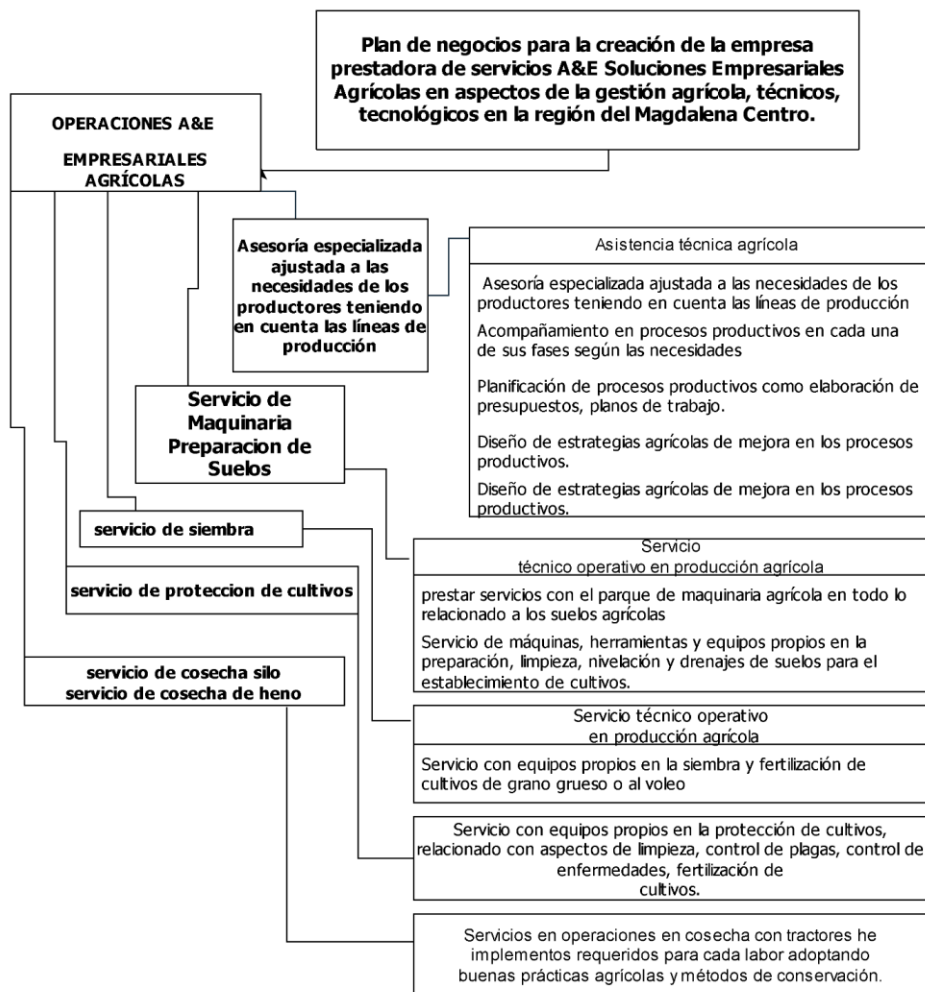 Plan de negocios para la creación de la empresa
prestadora de servicios A&E Soluciones Empresariales
Agrícolas en aspectos de la gestión agrícola, técnicos,
tecnológicos en la región del Magdalena Centro.
OPERACIONES A&E
EMPRESARIALES
AGRÍCOLAS
Asesoría especializada
ajustada a las
necesidades de los
productores teniendo
en cuenta las líneas de
producción
Asistencia técnica agrícola
Asesoría especializada ajustada a las necesidades de los
productores teniendo en cuenta las líneas de producción
Acompañamiento en procesos productivos en cada una
de sus fases según las necesidades
Planificación de procesos productivos como elaboración de
presupuestos, planos de trabajo.
Diseño de estrategias agrícolas de mejora en los procesos
productivos.
Diseño de estrategias agrícolas de mejora en los procesos
productivos.
Servicio de
Maquinaria
Preparacion de
Suelos
Servicio
técnico operativo en producción agrícola
prestar servicios con el parque de maquinaria agrícola en todo lo
relacionado a los suelos agrícolas
Servicio de máquinas, herramientas y equipos propios en la
preparación, limpieza, nivelación y drenajes de suelos para el
establecimiento de cultivos.
servicio de siembra
Servicio técnico operativo
en producción agrícola
Servicio con equipos propios en la siembra y fertilización de
cultivos de grano grueso o al voleo
servicio de proteccion de cultivos
Servicio con equipos propios en la protección de cultivos,
relacionado con aspectos de limpieza, control de plagas, control de
enfermedades, fertilización de
cultivos.
servicio de cosecha silo
servicio de cosecha de heno
Servicios en operaciones en cosecha con tractores he
implementos requeridos para cada labor adoptando
buenas prácticas agrícolas y métodos de conservación.